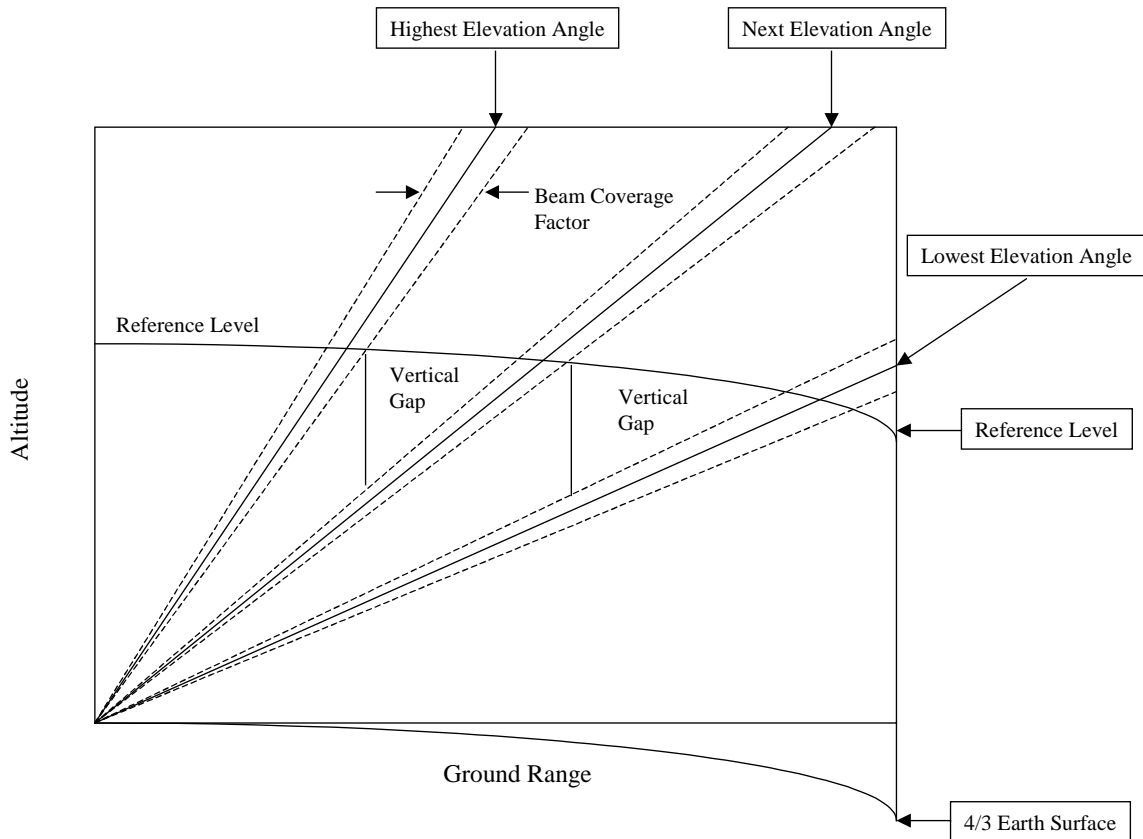 Highest Elevation Angle
Next Elevation Angle
Beam Coverage
Factor
Lowest Elevation Angle
Reference Level
Vertical
Gap
Vertical
Gap
Reference Level
Altitude
Ground Range
4/3 Earth Surface